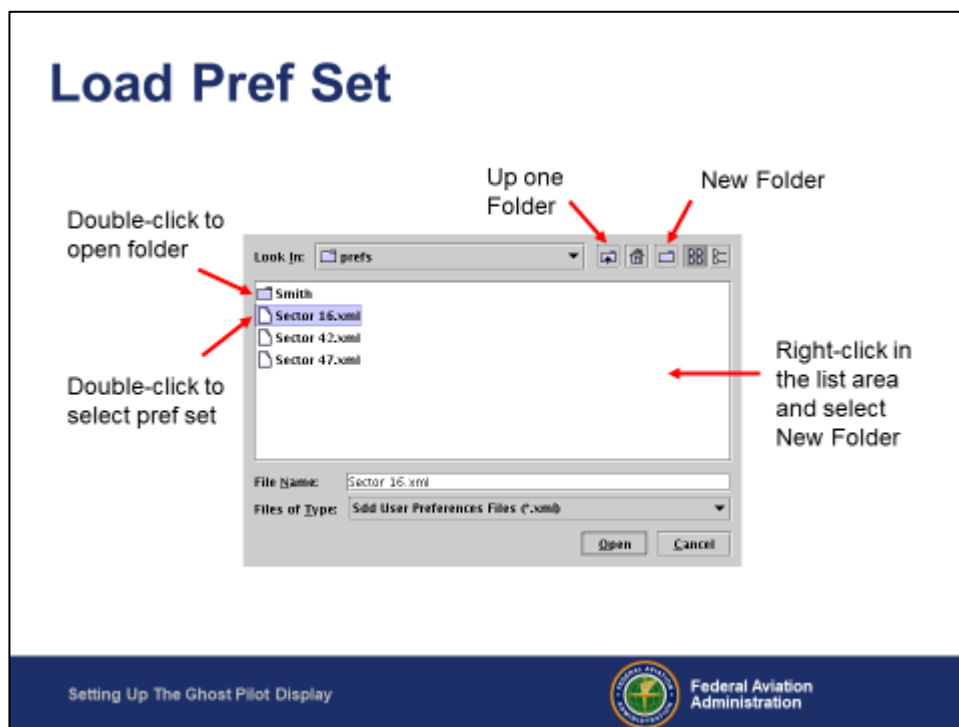 Load Pref Set
Up one
Folder
New Folder
Double-click to
open folder
Look In: prefs
Smith
Sector 16.xml
Sector 42.xml
Sector 47.xml
Double-click to
select pref set
Right-click in
the list area
and select
New Folder
File Name: Sector 16.xml
Files of Type: Sdd User Preferences Files (*.xml)
Open Cancel
Setting Up The Ghost Pilot Display
Federal Aviation
Administration